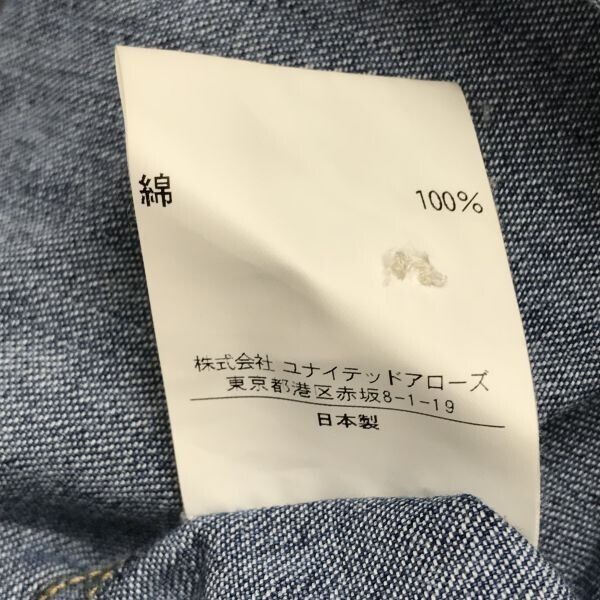 綿 100%
株式会社 ユナイテッドアローズ
東京都港区赤坂8-1-19
日本製